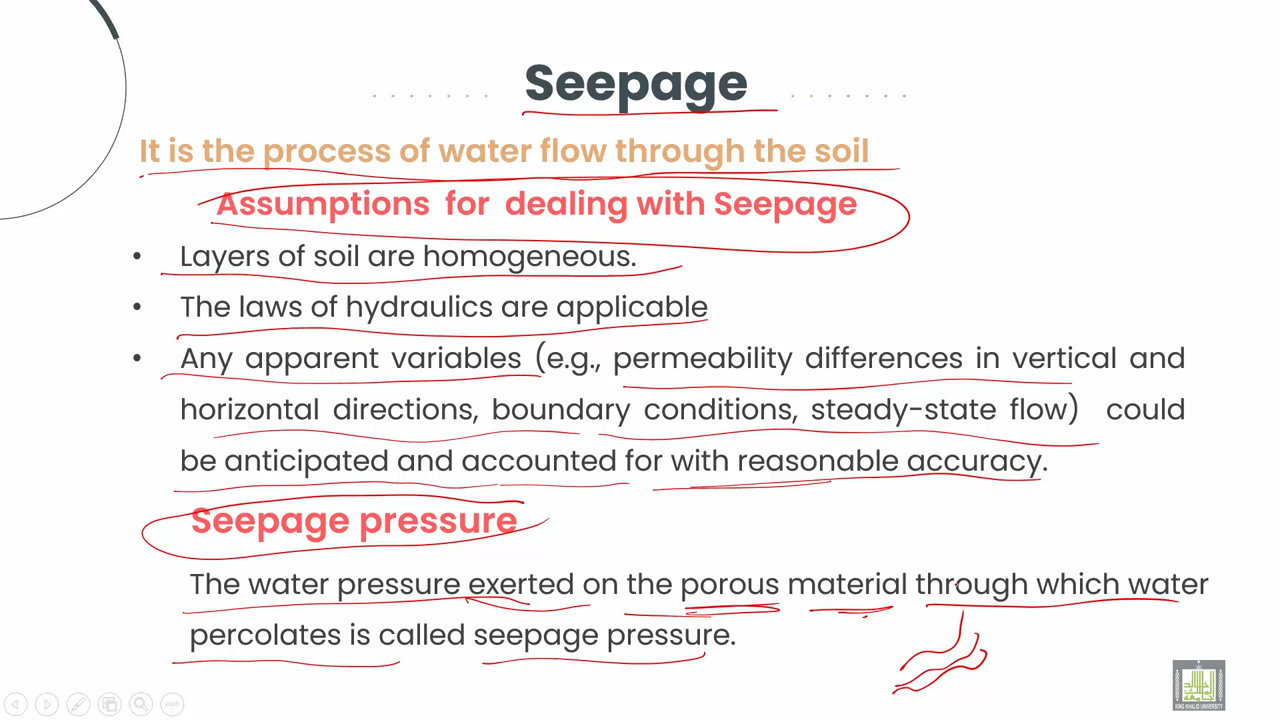 Seepage
It is the process of water flow through the soil
Assumptions for dealing with Seepage
• Layers of soil are homogeneous.
• The laws of hydraulics are applicable
• Any apparent variables (e.g., permeability differences in vertical and
horizontal directions, boundary conditions, steady-state flow) could
be anticipated and accounted for with reasonable accuracy.
Seepage pressure
The water pressure exerted on the porous material through which water
percolates is called seepage pressure.
KING KHALID UNIVERSITY